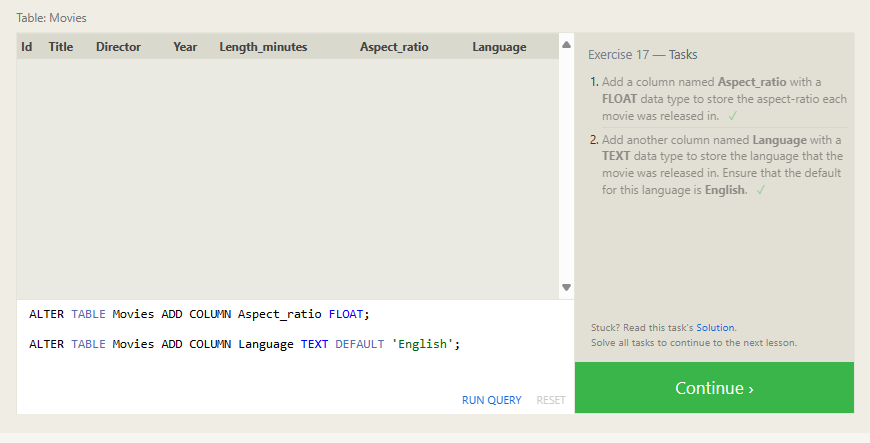 Table: Movies
Id Title Director Year Length_minutes Aspect_ratio Language
ALTER TABLE Movies ADD COLUMN Aspect_ratio FLOAT;
ALTER TABLE Movies ADD COLUMN Language TEXT DEFAULT 'English';
RUN QUERY RESET
Exercise 17 — Tasks
1. Add a column named Aspect_ratio with a
FLOAT data type to store the aspect-ratio each
movie was released in. ✓
2. Add another column named Language with a
TEXT data type to store the language that the
movie was released in. Ensure that the default
for this language is English. ✓
Stuck? Read this task's Solution.
Solve all tasks to continue to the next lesson.
Continue ›